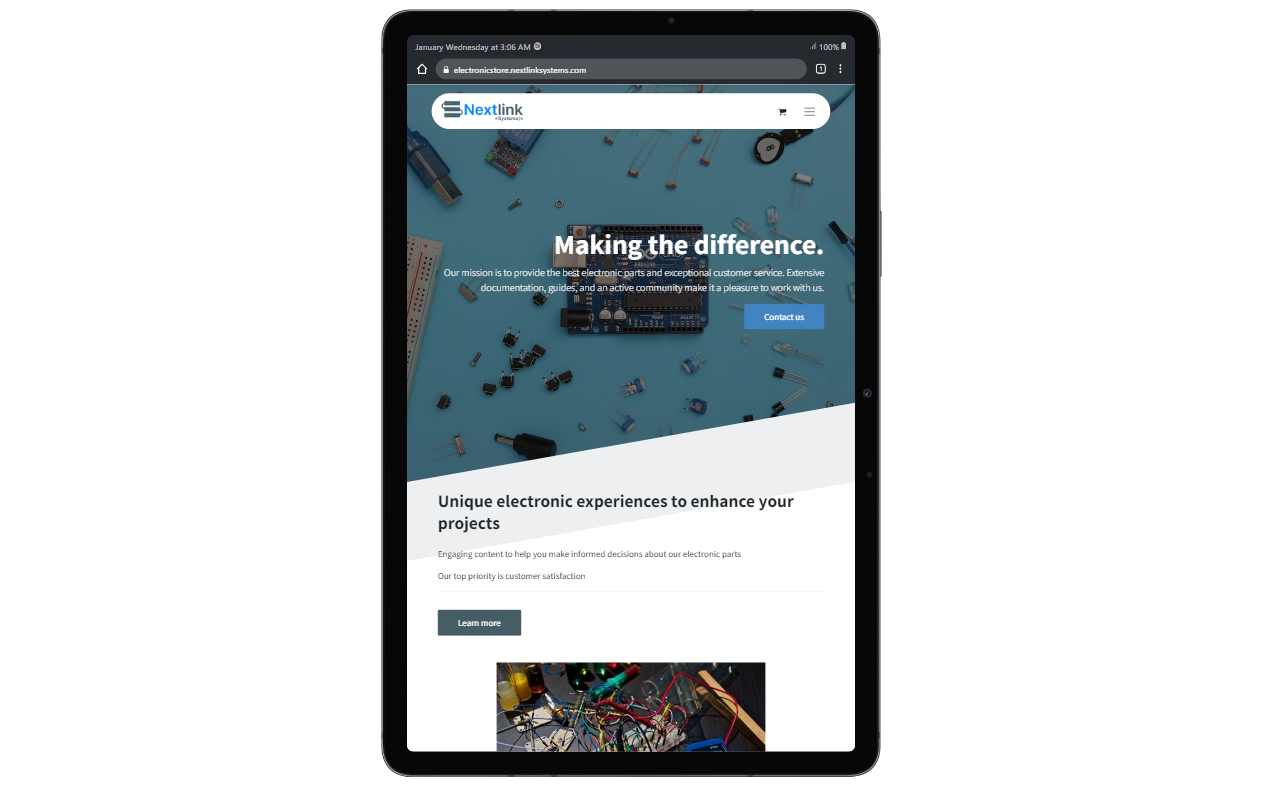 January Wednesday at 3:06 AM
100%
electronicstore.nextlinksystems.com
1
Nextlink
<Systems/>
Making the difference.
Our mission is to provide the best electronic parts and exceptional customer service. Extensive
documentation, guides, and an active community make it a pleasure to work with us.
Contact us
Unique electronic experiences to enhance your
projects
Engaging content to help you make informed decisions about our electronic parts
Our top priority is customer satisfaction
Learn more